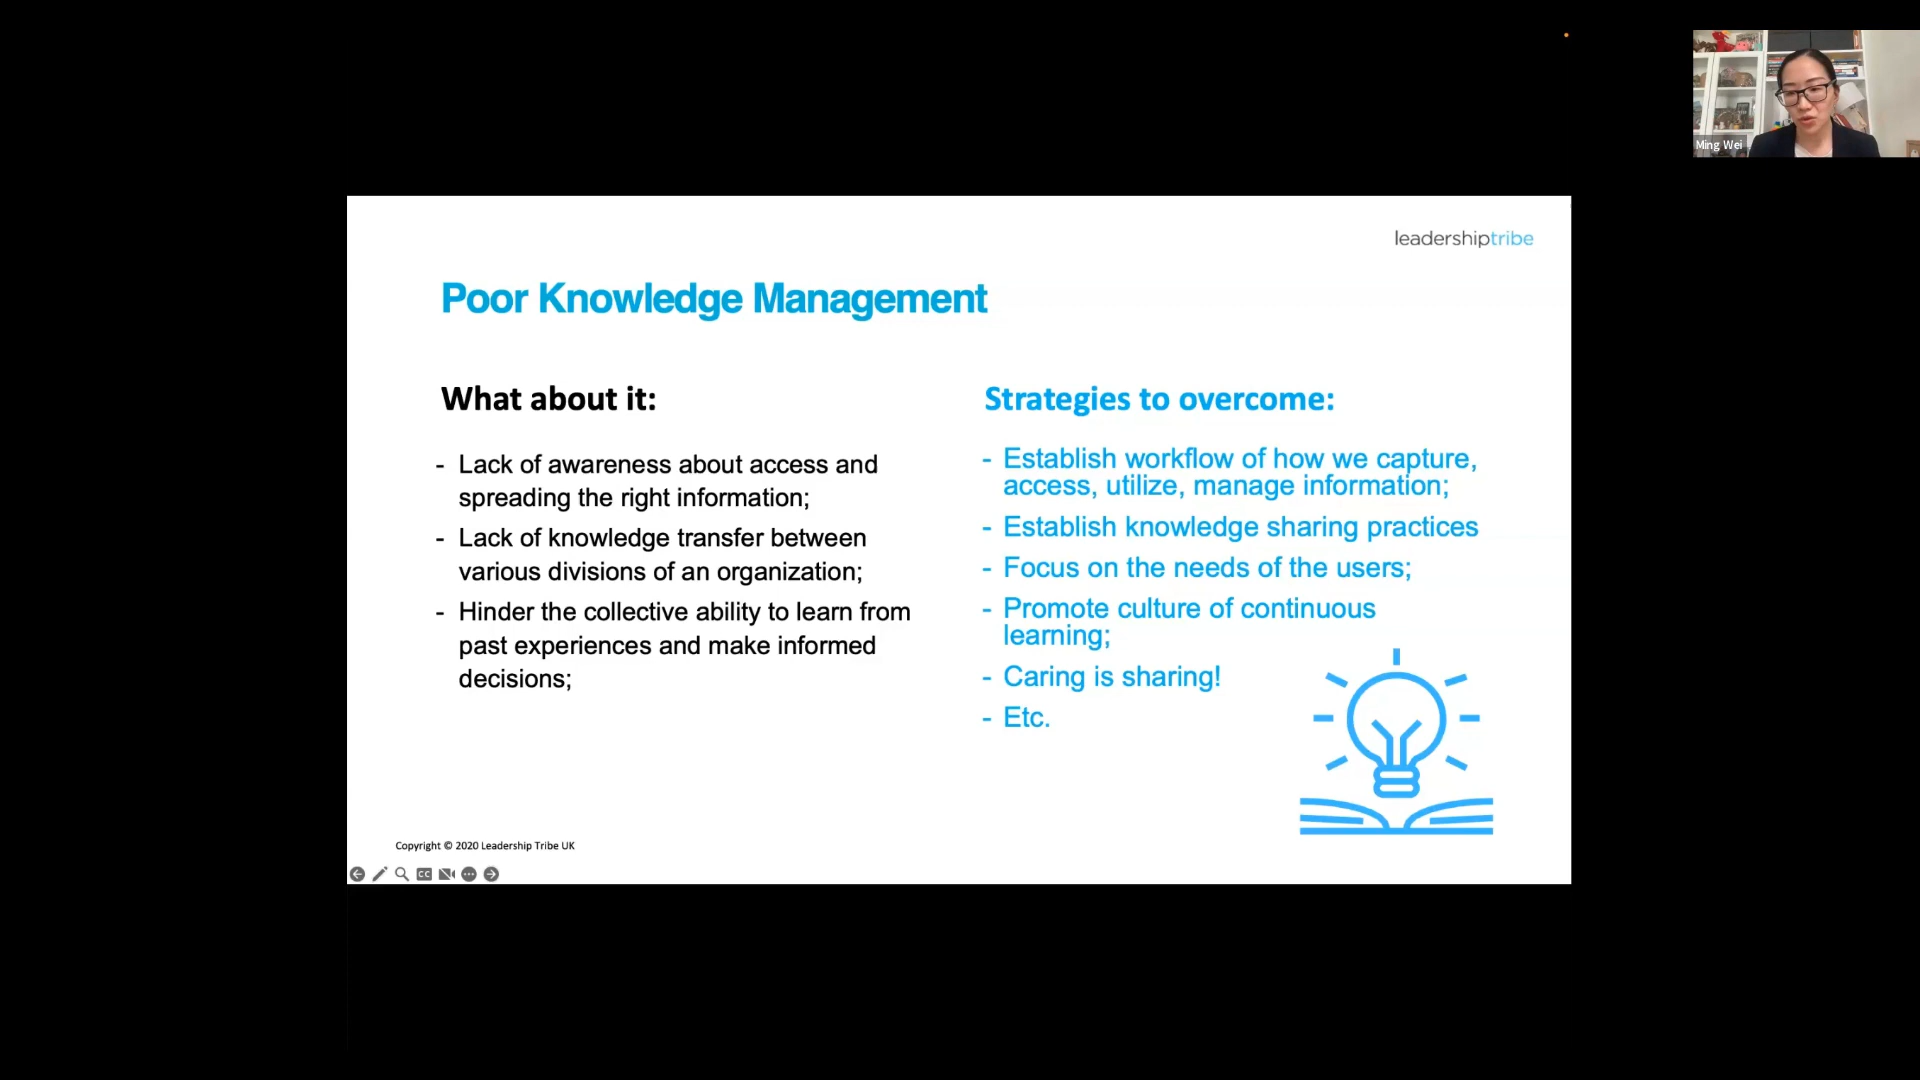 Ming Wei
leadershiptribe
Poor Knowledge Management
What about it:
- Lack of awareness about access and
spreading the right information;
- Lack of knowledge transfer between
various divisions of an organization;
- Hinder the collective ability to learn from
past experiences and make informed
decisions;
Strategies to overcome:
- Establish workflow of how we capture,
access, utilize, manage information;
- Establish knowledge sharing practices
- Focus on the needs of the users;
- Promote culture of continuous
learning;
- Caring is sharing!
- Etc.
Copyright © 2020 Leadership Tribe UK
CC